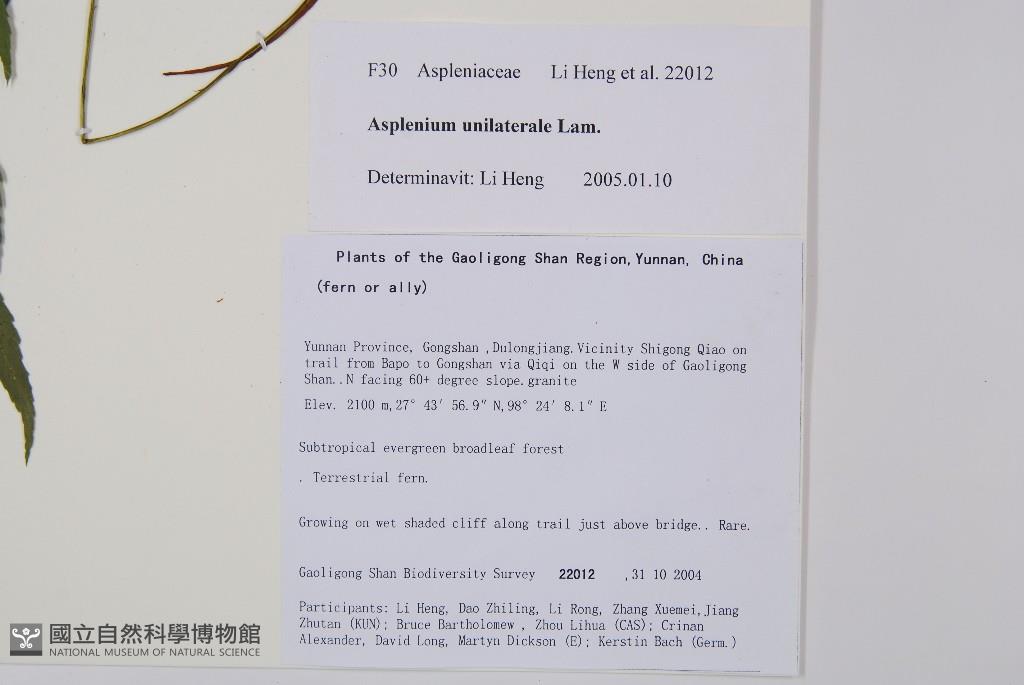 F30 Aspleniaceae Li Heng et al. 22012
Asplenium unilaterale Lam.
Determinavit: Li Heng 2005.01.10
Plants of the Gaoligong Shan Region, Yunnan, China
(fern or ally)
Yunnan Province, Gongshan ,Dulongjiang.Vicinity Shigong Qiao on
trail from Bapo to Gongshan via Qiqi on the W side of Gaoligong
Shan..N facing 60+ degree slope.granite
Elev. 2100 m,27° 43′ 56.9″ N,98° 24′ 8.1″ E
Subtropical evergreen broadleaf forest
. Terrestrial fern.
Growing on wet shaded cliff along trail just above bridge.. Rare.
Gaoligong Shan Biodiversity Survey 22012 ,31 10 2004
Participants: Li Heng, Dao Zhiling, Li Rong, Zhang Xuemei,Jiang
Zhutan (KUN); Bruce Bartholomew , Zhou Lihua (CAS); Crinan
Alexander, David Long, Martyn Dickson (E); Kerstin Bach (Germ.)
國立自然科學博物館
NATIONAL MUSEUM OF NATURAL SCIENCE